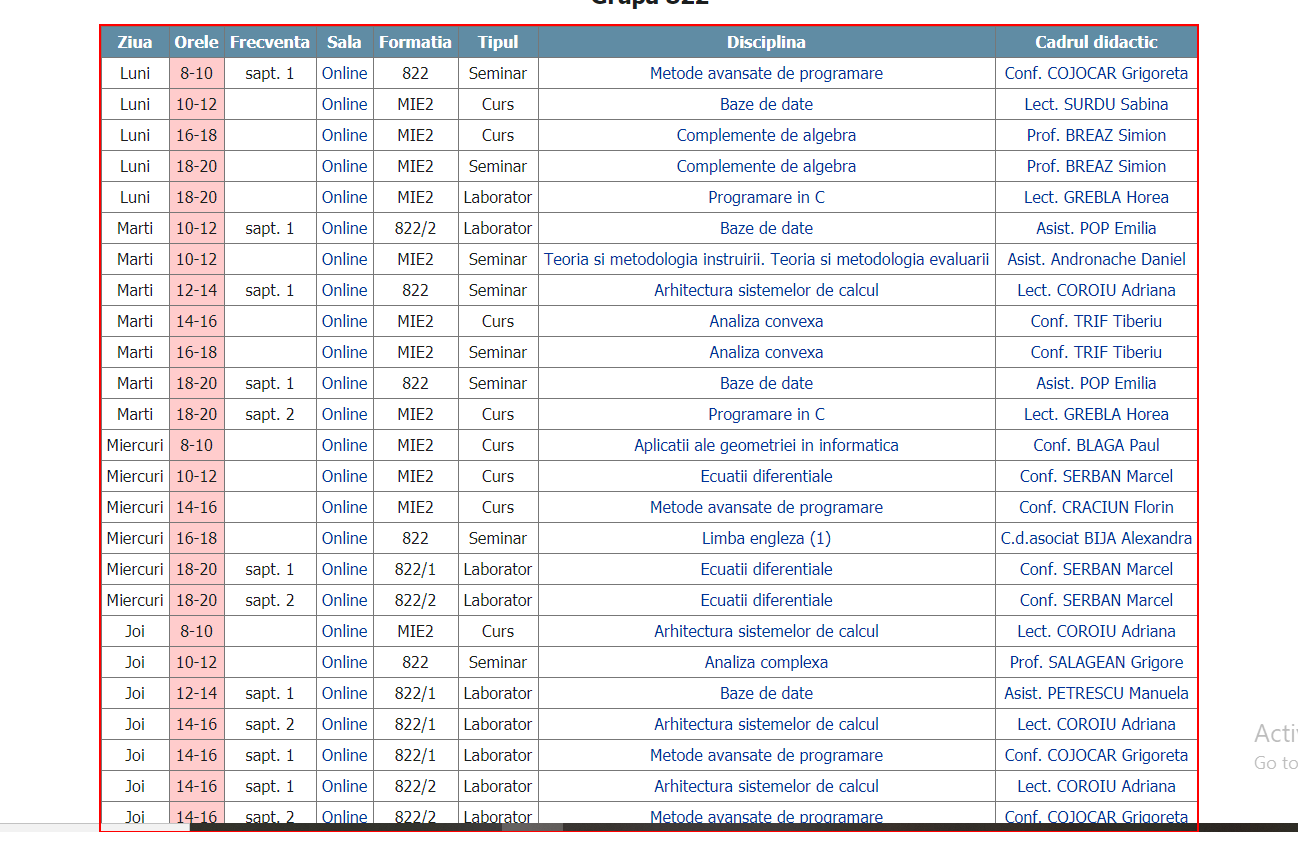 Grupa 822
Ziua Orele Frecventa Sala Formatia Tipul Disciplina Cadrul didactic
Luni 8-10 sapt. 1 Online 822 Seminar Metode avansate de programare Conf. COJOCAR Grigoreta
Luni 10-12 Online MIE2 Curs Baze de date Lect. SURDU Sabina
Luni 16-18 Online MIE2 Curs Complemente de algebra Prof. BREAZ Simion
Luni 18-20 Online MIE2 Seminar Complemente de algebra Prof. BREAZ Simion
Luni 18-20 Online MIE2 Laborator Programare in C Lect. GREBLA Horea
Marti 10-12 sapt. 1 Online 822/2 Laborator Baze de date Asist. POP Emilia
Marti 10-12 Online MIE2 Seminar Teoria si metodologia instruirii. Teoria si metodologia evaluarii Asist. Andronache Daniel
Marti 12-14 sapt. 1 Online 822 Seminar Arhitectura sistemelor de calcul Lect. COROIU Adriana
Marti 14-16 Online MIE2 Curs Analiza convexa Conf. TRIF Tiberiu
Marti 16-18 Online MIE2 Seminar Analiza convexa Conf. TRIF Tiberiu
Marti 18-20 sapt. 1 Online 822 Seminar Baze de date Asist. POP Emilia
Marti 18-20 sapt. 2 Online MIE2 Curs Programare in C Lect. GREBLA Horea
Miercuri 8-10 Online MIE2 Curs Aplicatii ale geometriei in informatica Conf. BLAGA Paul
Miercuri 10-12 Online MIE2 Curs Ecuatii diferentiale Conf. SERBAN Marcel
Miercuri 14-16 Online MIE2 Curs Metode avansate de programare Conf. CRACIUN Florin
Miercuri 16-18 Online 822 Seminar Limba engleza (1) C.d.asociat BIJA Alexandra
Miercuri 18-20 sapt. 1 Online 822/1 Laborator Ecuatii diferentiale Conf. SERBAN Marcel
Miercuri 18-20 sapt. 2 Online 822/2 Laborator Ecuatii diferentiale Conf. SERBAN Marcel
Joi 8-10 Online MIE2 Curs Arhitectura sistemelor de calcul Lect. COROIU Adriana
Joi 10-12 Online 822 Seminar Analiza complexa Prof. SALAGEAN Grigore
Joi 12-14 sapt. 1 Online 822/1 Laborator Baze de date Asist. PETRESCU Manuela
Joi 14-16 sapt. 2 Online 822/1 Laborator Arhitectura sistemelor de calcul Lect. COROIU Adriana
Joi 14-16 sapt. 1 Online 822/1 Laborator Metode avansate de programare Conf. COJOCAR Grigoreta
Joi 14-16 sapt. 1 Online 822/2 Laborator Arhitectura sistemelor de calcul Lect. COROIU Adriana
Joi 14-16 sapt. 2 Online 822/2 Laborator Metode avansate de programare Conf. COJOCAR Grigoreta
Acti
Go to